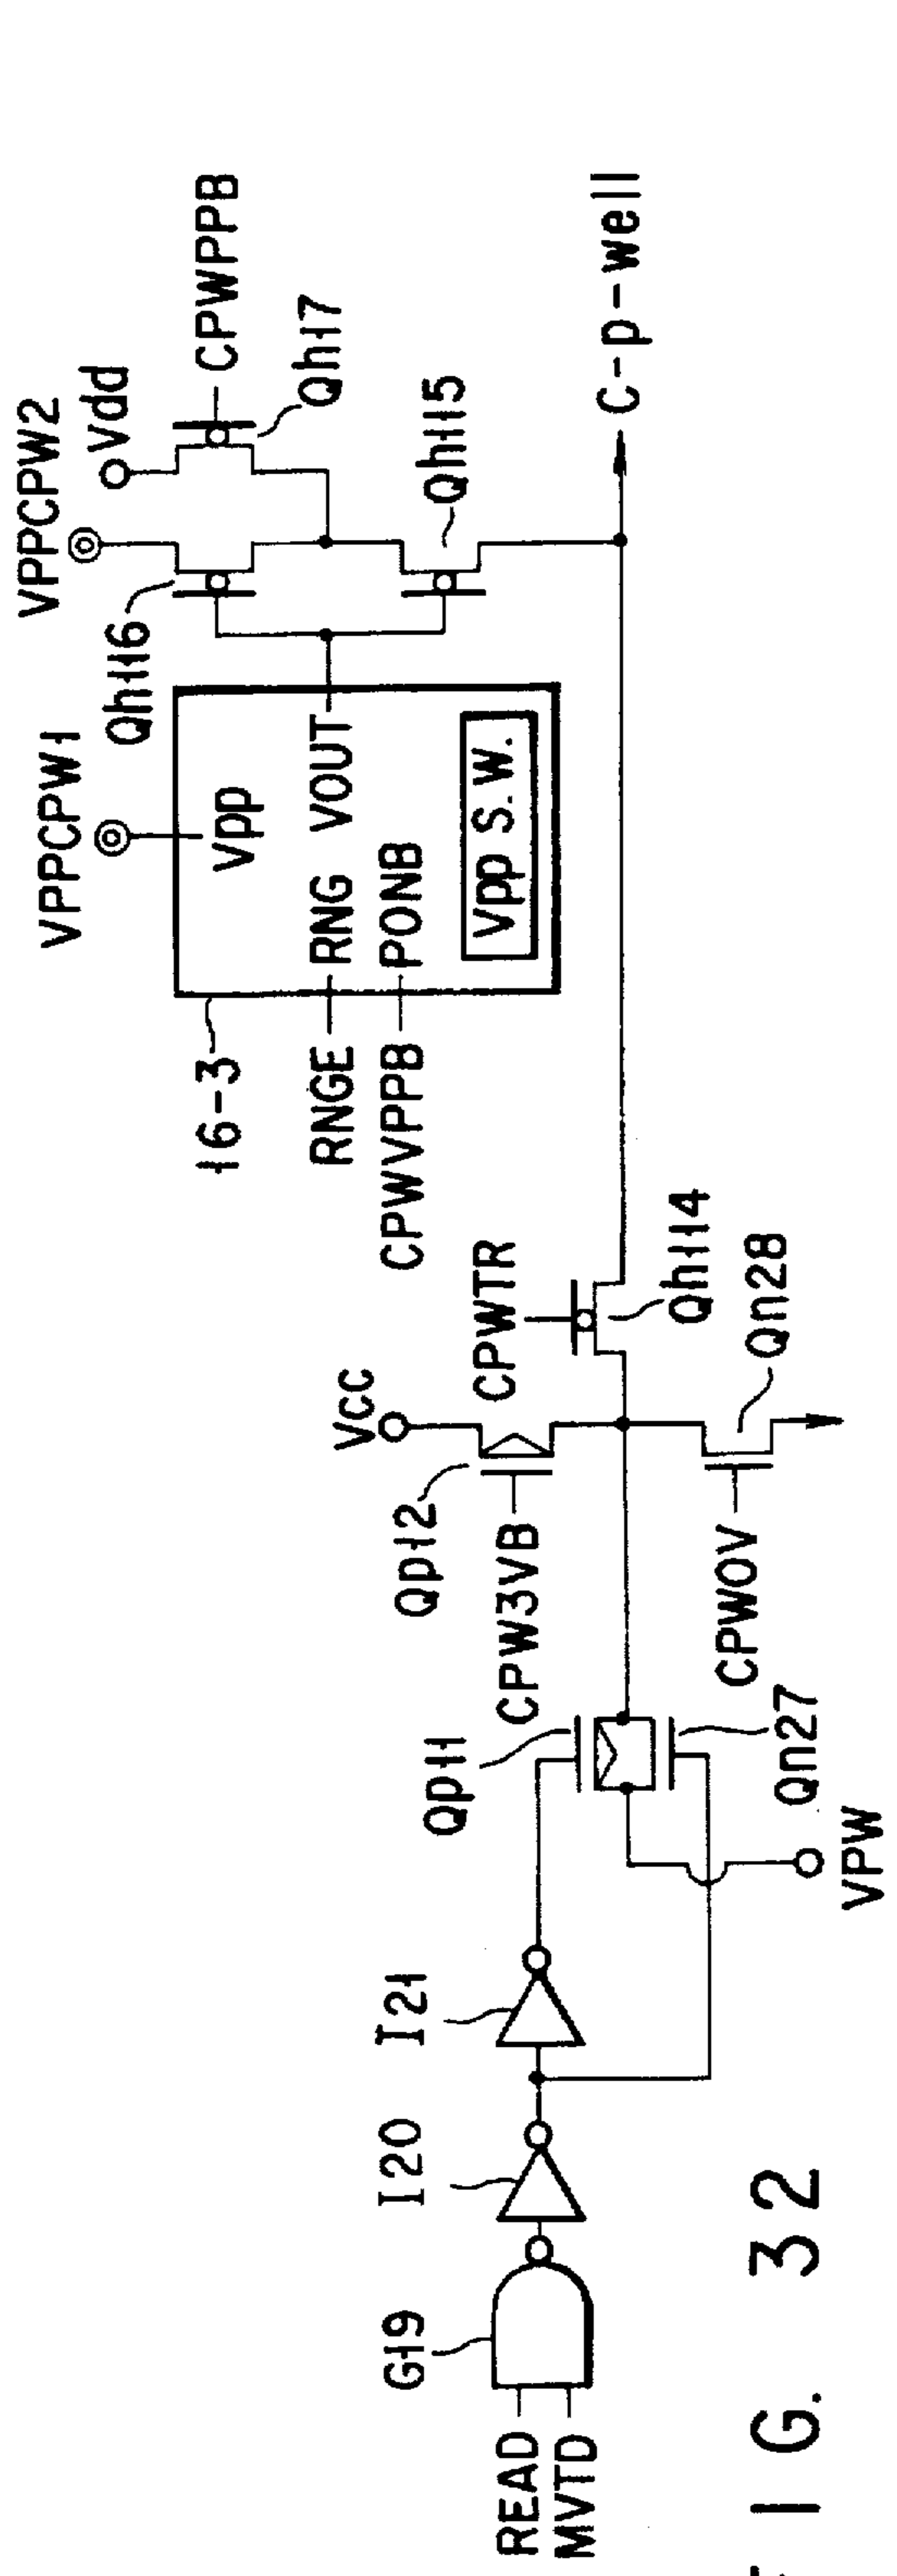 READ
MVTD
G19
I20
I21
Qp11
Qn27
VPW
Vcc
Qp12
CPW3VB
CPWOV
Qn28
CPWTR
Qh114
16-3
RNGE
CPWVPPB
RNG
PONB
VOUT
Vpp
Vpp S.W.
VPPCPW1
VPPCPW2
Qh116
Vdd
CPWPPB
Qh17
Qh115
C-p-well
FIG. 32